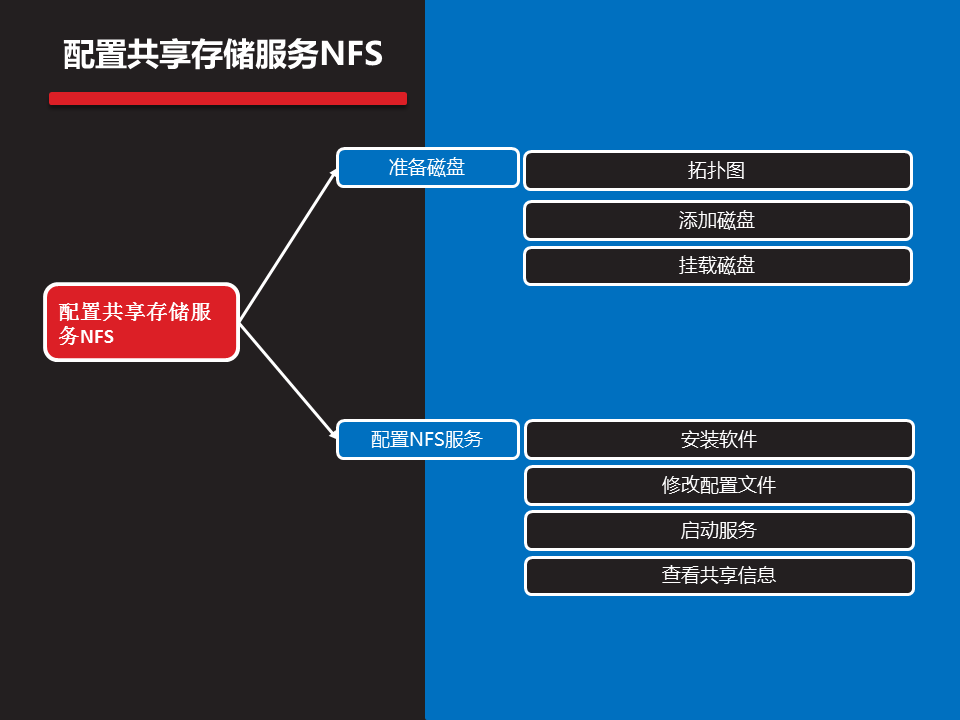 配置共享存储服务NFS
准备磁盘
拓扑图
添加磁盘
挂载磁盘
配置共享存储服
务NFS
配置NFS服务
安装软件
修改配置文件
启动服务
查看共享信息